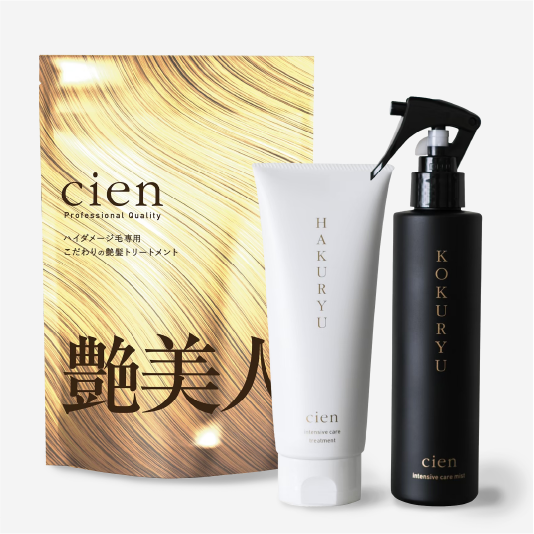 cien
Professional Quality
ハイダメージ毛専用
こだわりの艶髪トリートメント
艶美人
HAKURYU
cien
intensive care
treatment
KOKURYU
cien
intensive care mist